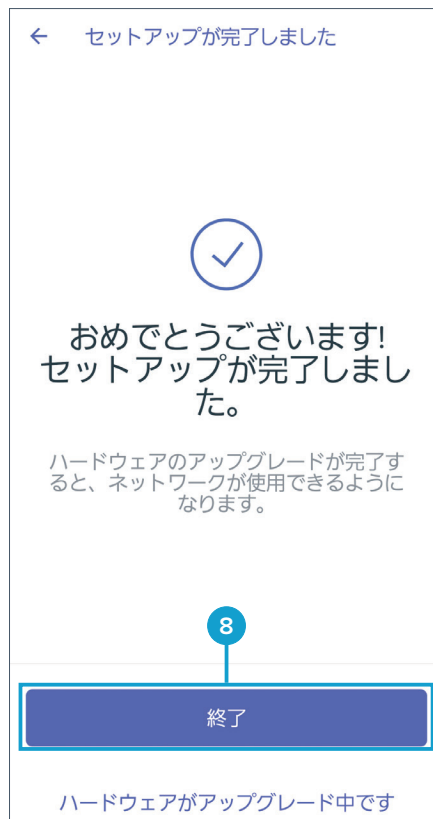 ← セットアップが完了しました
おめでとうございます!
セットアップが完了しまし
た。
ハードウェアのアップグレードが完了す
ると、ネットワークが使用できるように
なります。
8
終了
ハードウェアがアップグレード中です